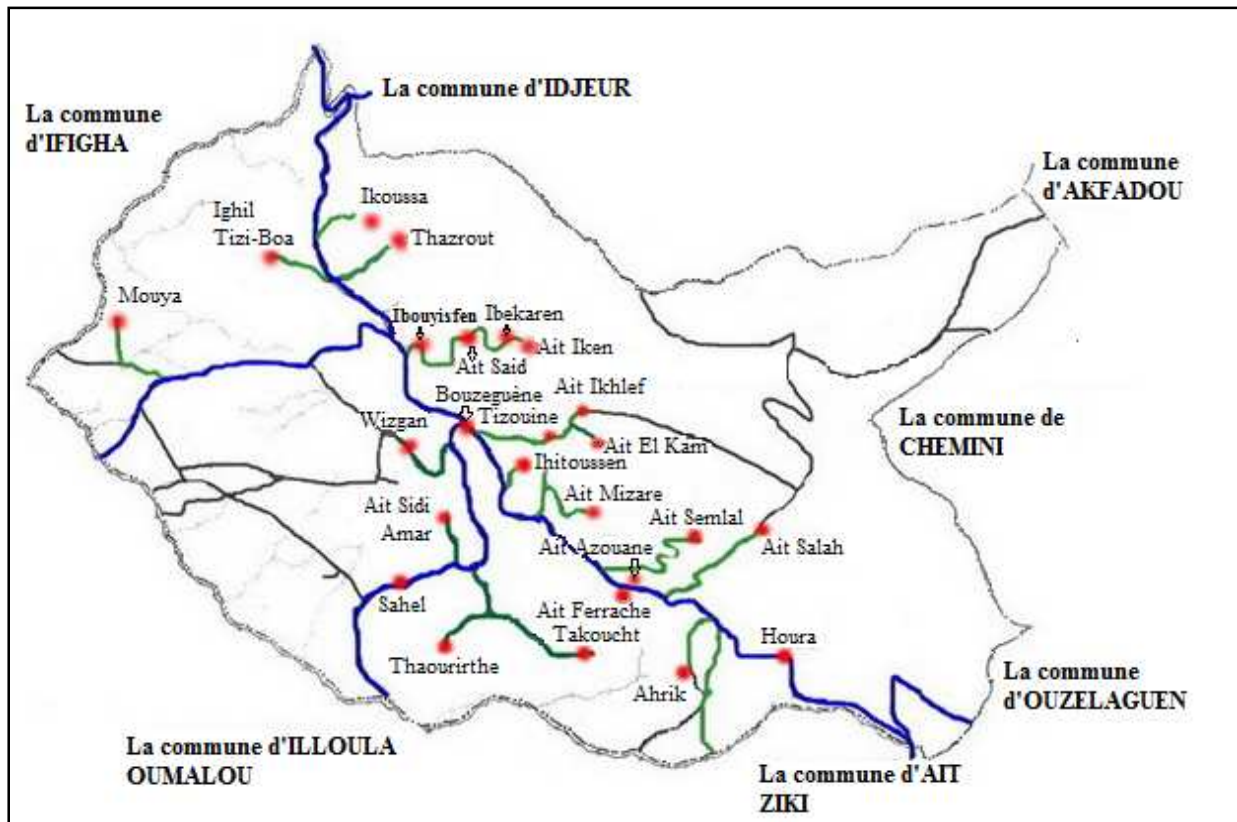 La commune d'IDJEUR
La commune
d'IFIGHA
La commune
d'AKFADOU
Ikoussa
Ighil
Tizi-Boa
Thazrout
Mouya
Ibouyisfen
Ibekaren
Ait Iken
Ait Said
Ait Ikhlef
Bouzeguène
Tizouine
Wizgan
La commune de
CHEMINI
Ait El Kam
Ihitoussen
Ait Mizare
Ait Sidi
Amar
Ait Semlal
Ait Azouane
Ait Salah
Sahel
Ait Ferrache
Takoucht
Houra
Thaourirthe
Ahrik
La commune
d'OUZELAGUEN
La commune d'ILLOULA
OUMALOU
La commune d'AIT
ZIKI